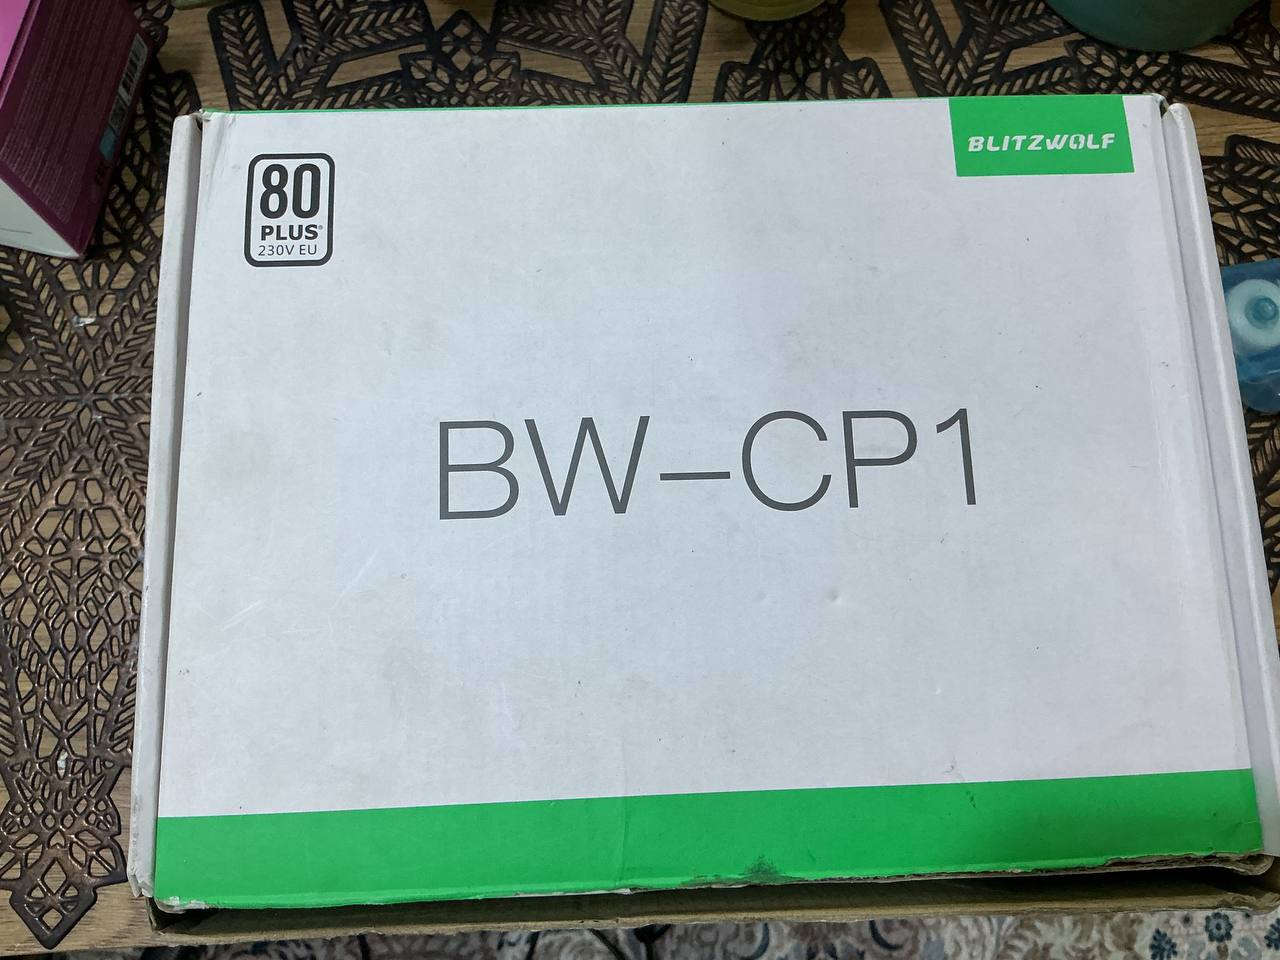 BLITZWOLF
80
PLUS®
230V EU
BW-CP1